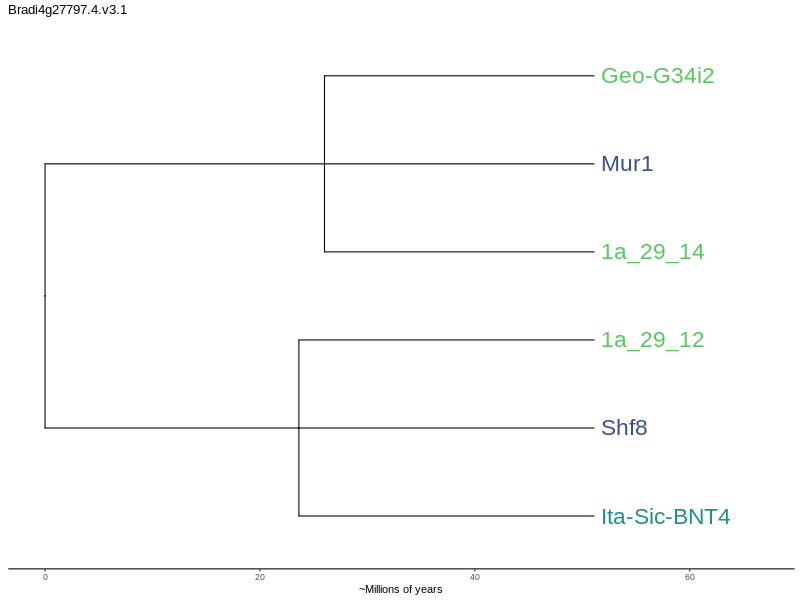 Bradi4g27797.4.v3.1
Geo-G34i2
Mur1
1a_29_14
1a_29_12
Shf8
Ita-Sic-BNT4
0 20 40 60
~Millions of years